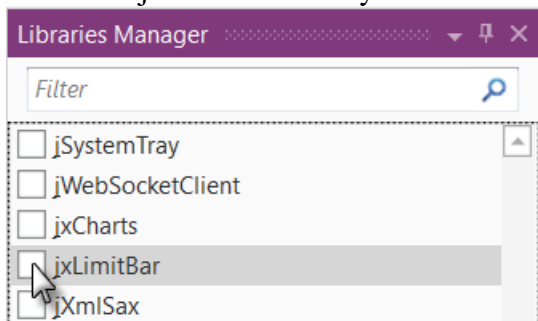 Libraries Manager
Filter
jSystemTray
jWebSocketClient
jxCharts
jxLimitBar
jXmlSax